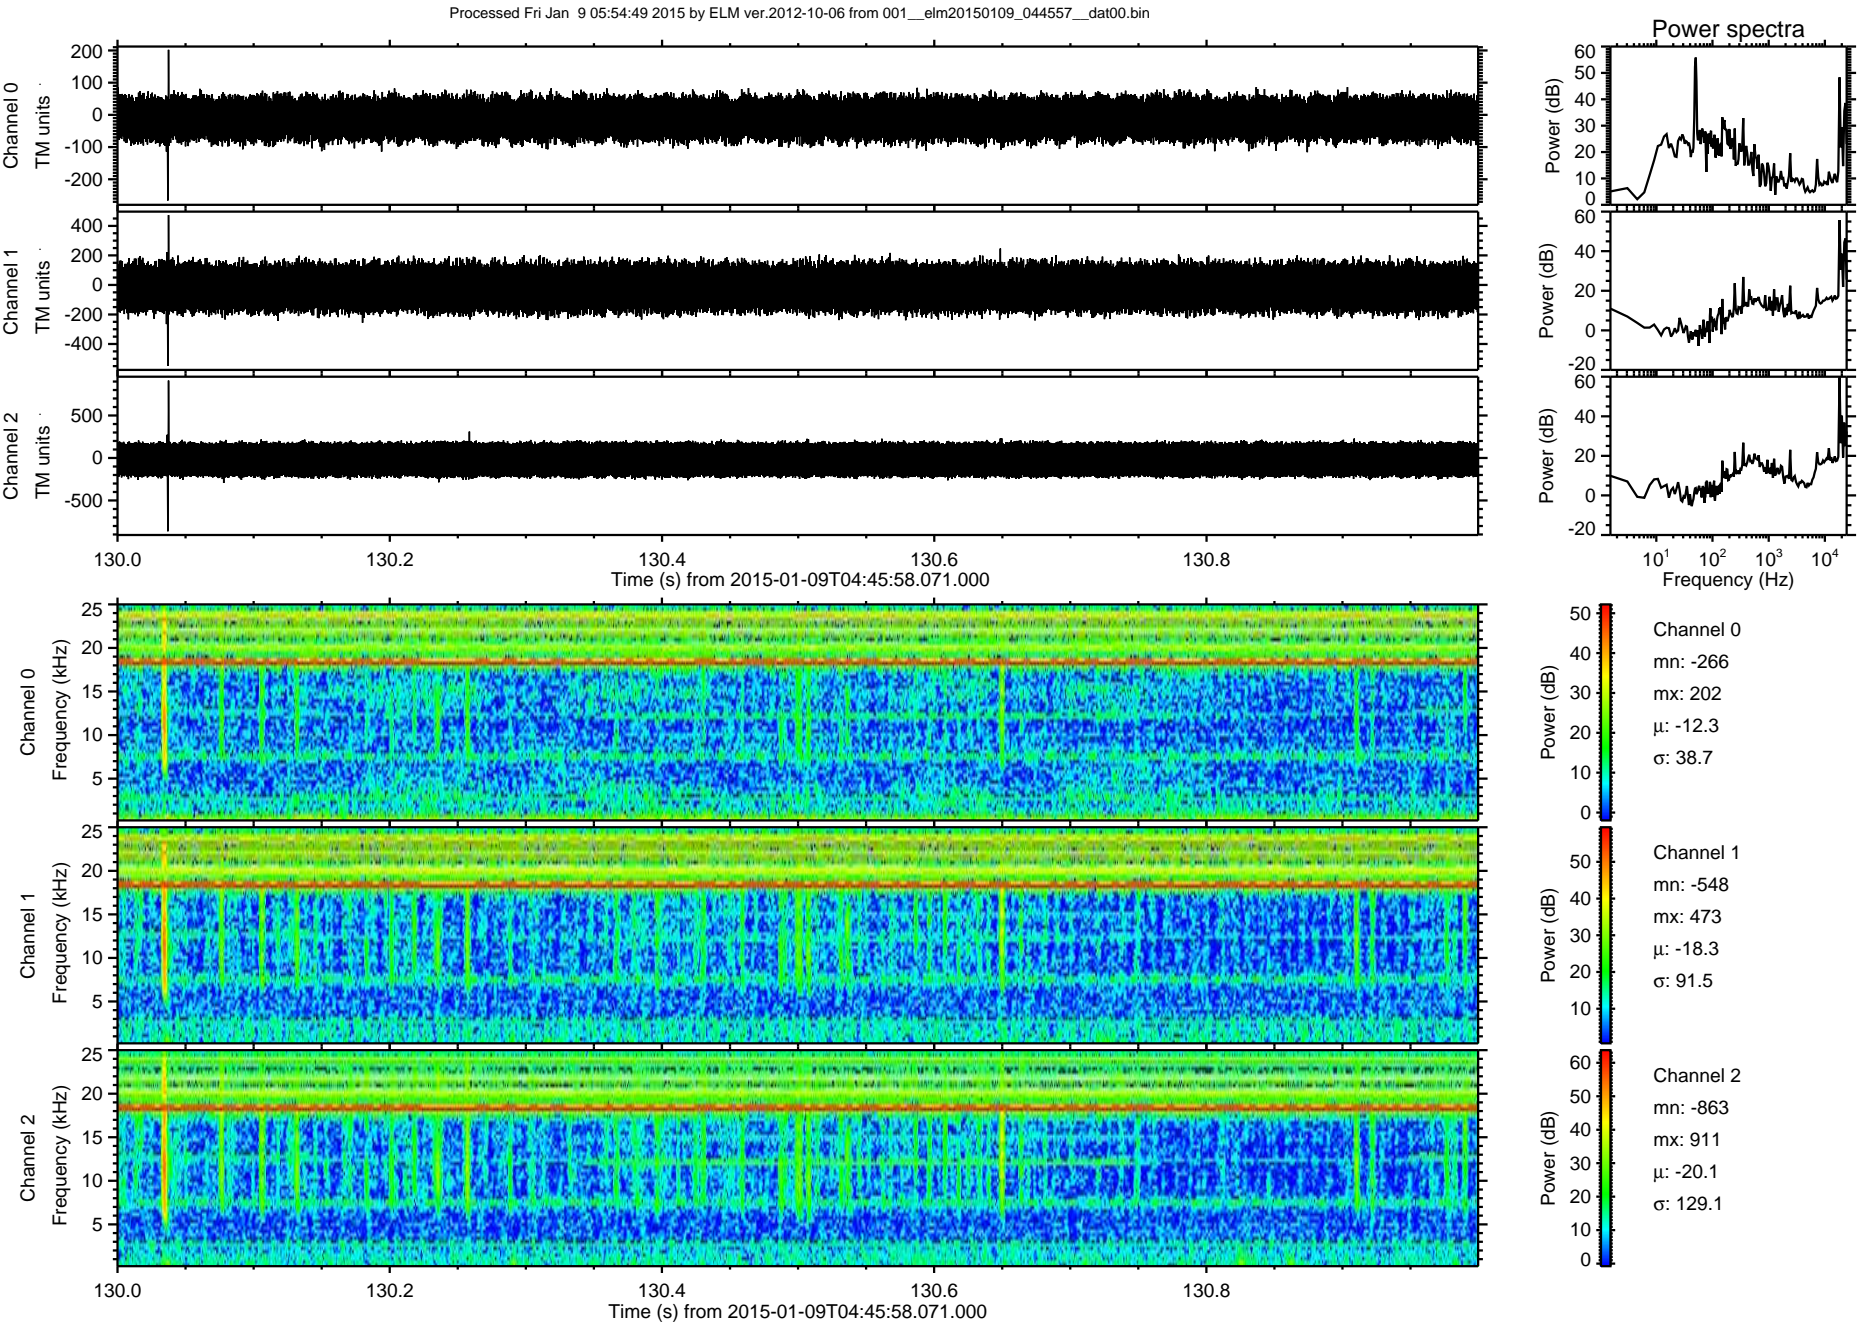 Processed Fri Jan  9 05:54:49 2015 by ELM ver.2012-10-06 from 001__elm20150109_044557__dat00.bin
Power spectra
Channel 0
TM units
200
100
0
-100
-200
Power (dB)
60
50
40
30
20
10
0
Channel 1
TM units
400
200
0
-200
-400
Power (dB)
60
40
20
0
-20
Channel 2
TM units
500
0
-500
Power (dB)
60
40
20
0
-20
130.0 130.2 130.4 130.6 130.8
Time (s) from 2015-01-09T04:45:58.071.000
10^1 10^2 10^3 10^4
Frequency (Hz)
Channel 0
Frequency (kHz)
25
20
15
10
5
Power (dB)
50
40
30
20
10
0
Channel 0
mn: -266
mx: 202
μ: -12.3
σ: 38.7
Channel 1
Frequency (kHz)
25
20
15
10
5
Power (dB)
50
40
30
20
10
Channel 1
mn: -548
mx: 473
μ: -18.3
σ: 91.5
Channel 2
Frequency (kHz)
25
20
15
10
5
Power (dB)
60
50
40
30
20
10
0
Channel 2
mn: -863
mx: 911
μ: -20.1
σ: 129.1
130.0 130.2 130.4 130.6 130.8
Time (s) from 2015-01-09T04:45:58.071.000